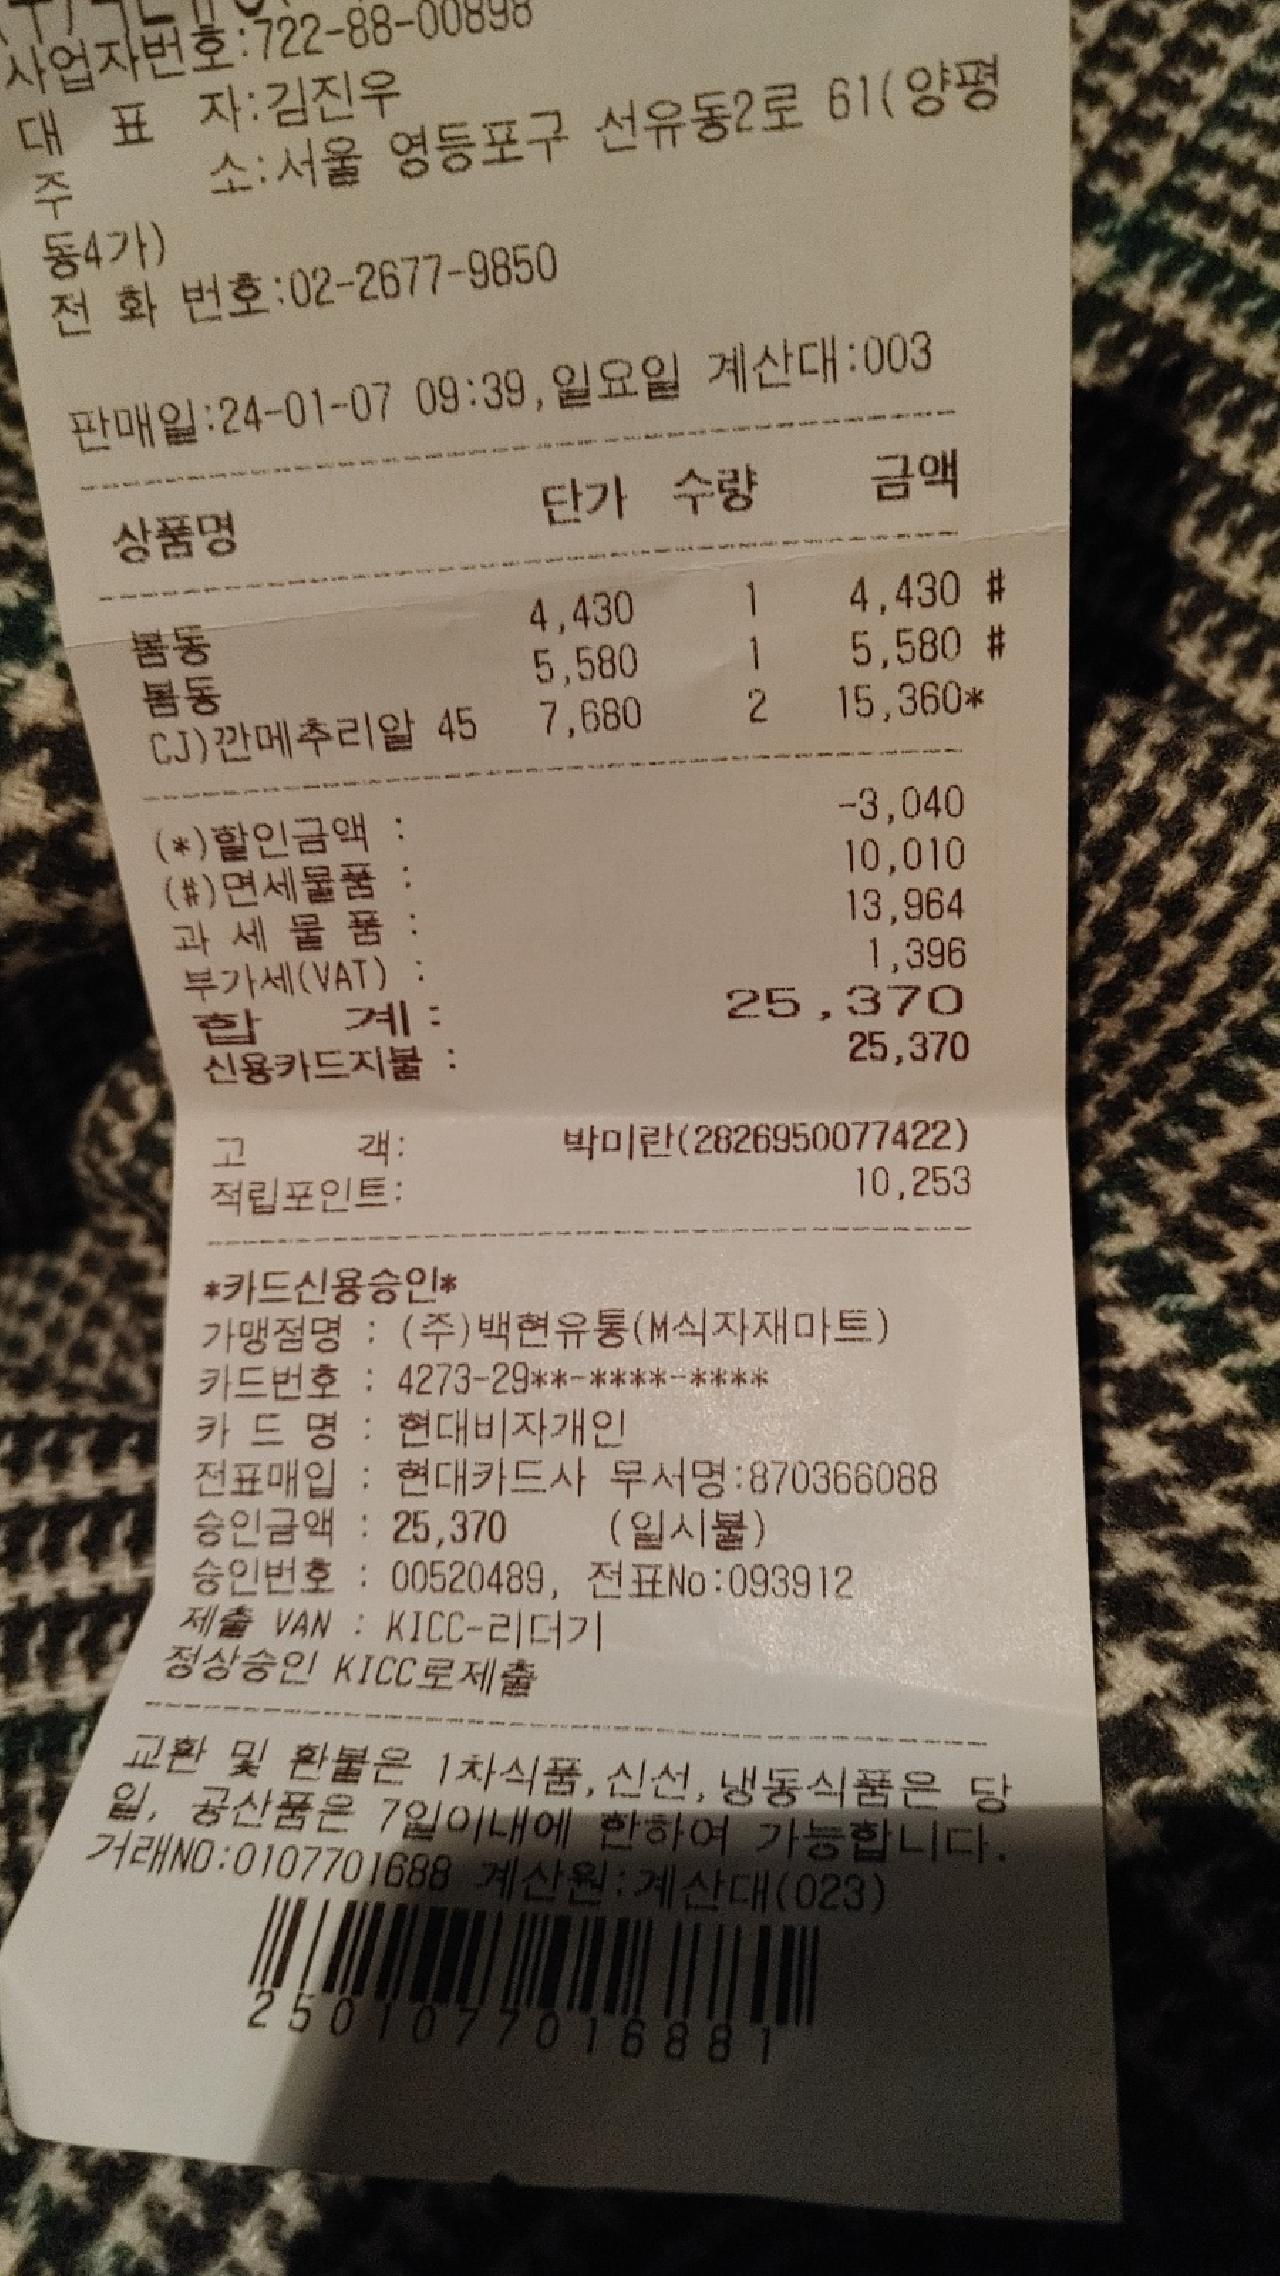 사업자번호:722-88-00898
대 표 자:김진우
주 소:서울 영등포구 선유동2로 61(양평
동4가)
전 화 번호:02-2677-9850
판매일:24-01-07 09:39,일요일 계산대:003
상품명 단가 수량 금액
봄동 4,430 1 4,430 #
봄동 5,580 1 5,580 #
CJ)깐메추리알 45 7,680 2 15,360*
(*)할인금액 : -3,040
(#)면세물품 : 10,010
과 세 물 품 : 13,964
부가세(VAT) : 1,396
합 계 : 25,370
신용카드지불 : 25,370
고 객: 박미란(2826950077422)
적립포인트: 10,253
*카드신용승인*
가맹점명 : (주)백현유통(M식자재마트)
카드번호 : 4273-29**-****-****
카 드 명 : 현대비자개인
전표매입 : 현대카드사 무서명:870366088
승인금액 : 25,370 (일시불)
승인번호 : 00520489, 전표No:093912
제출 VAN : KICC-리더기
정상승인 KICC로제출
교환 및 환불은 1차식품,신선,냉동식품은 당
일, 공산품은 7일이내에 한하여 가능합니다.
거래NO:0107701688 계산원:계산대(023)
2501077016881